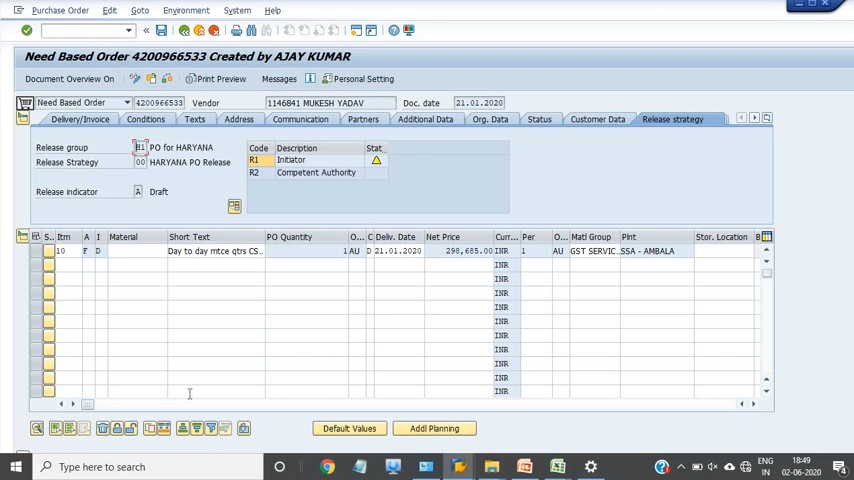 Purchase Order Edit Goto Environment System Help
Need Based Order 4200966533 Created by AJAY KUMAR
Document Overview On Print Preview Messages Personal Setting
Need Based Order 4200966533 Vendor 1146841 MUKESH YADAV Doc. date 21.01.2020
Delivery/Invoice Conditions Texts Address Communication Partners Additional Data Org. Data Status Customer Data Release strategy
Release group H1 PO for HARYANA Code Description Stat..
Release Strategy 00 HARYANA PO Release R1 Initiator
R2 Competent Authority
Release indicator A Draft
S.. Itm A I Material Short Text PO Quantity O... C Deliv. Date Net Price Curr... Per O... Matl Group Plnt Stor. Location B
10 F D Day to day mtce qtrs CS.. 1 AU D 21.01.2020 298,685.00 INR 1 AU GST SERVIC.. SSA - AMBALA
INR
INR
INR
INR
INR
INR
INR
INR
INR
INR
Default Values Addl Planning
Type here to search ENG 18:49
IN 02-06-2020 4